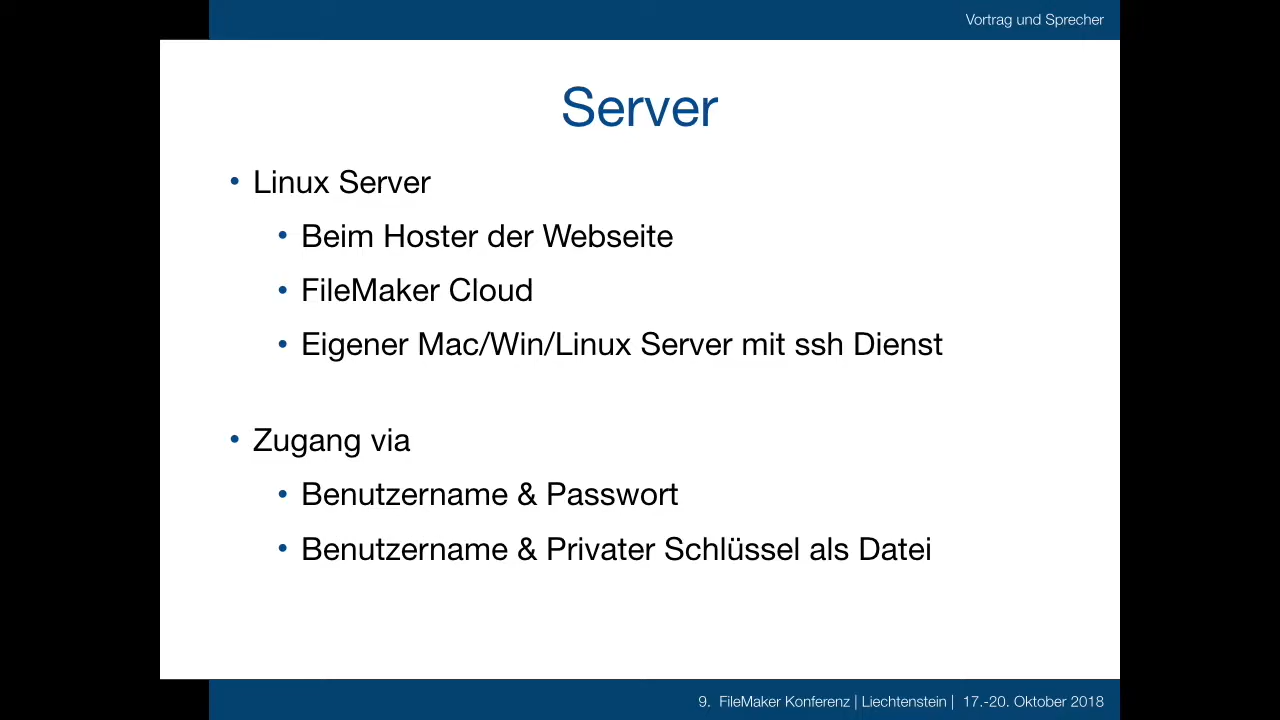 Vortrag und Sprecher
Server
• Linux Server
• Beim Hoster der Webseite
• FileMaker Cloud
• Eigener Mac/Win/Linux Server mit ssh Dienst
• Zugang via
• Benutzername & Passwort
• Benutzername & Privater Schlüssel als Datei
9. FileMaker Konferenz | Liechtenstein | 17.-20. Oktober 2018